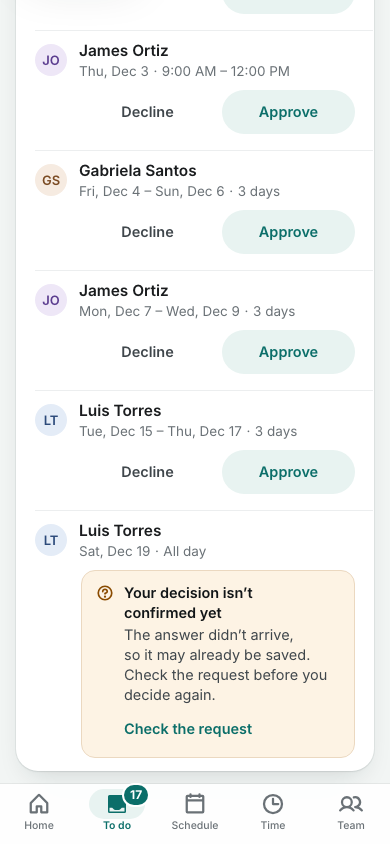 James Ortiz
JO
Thu, Dec 3 · 9:00 AM – 12:00 PM
Decline
Approve
Gabriela Santos
GS
Fri, Dec 4 – Sun, Dec 6 · 3 days
Decline
Approve
James Ortiz
JO
Mon, Dec 7 – Wed, Dec 9 · 3 days
Decline
Approve
Luis Torres
LT
Tue, Dec 15 – Thu, Dec 17 · 3 days
Decline
Approve
Luis Torres
LT
Sat, Dec 19 · All day
Your decision isn’t
confirmed yet
The answer didn’t arrive,
so it may already be saved.
Check the request before you
decide again.
Check the request
17
Home
To do
Schedule
Time
Team